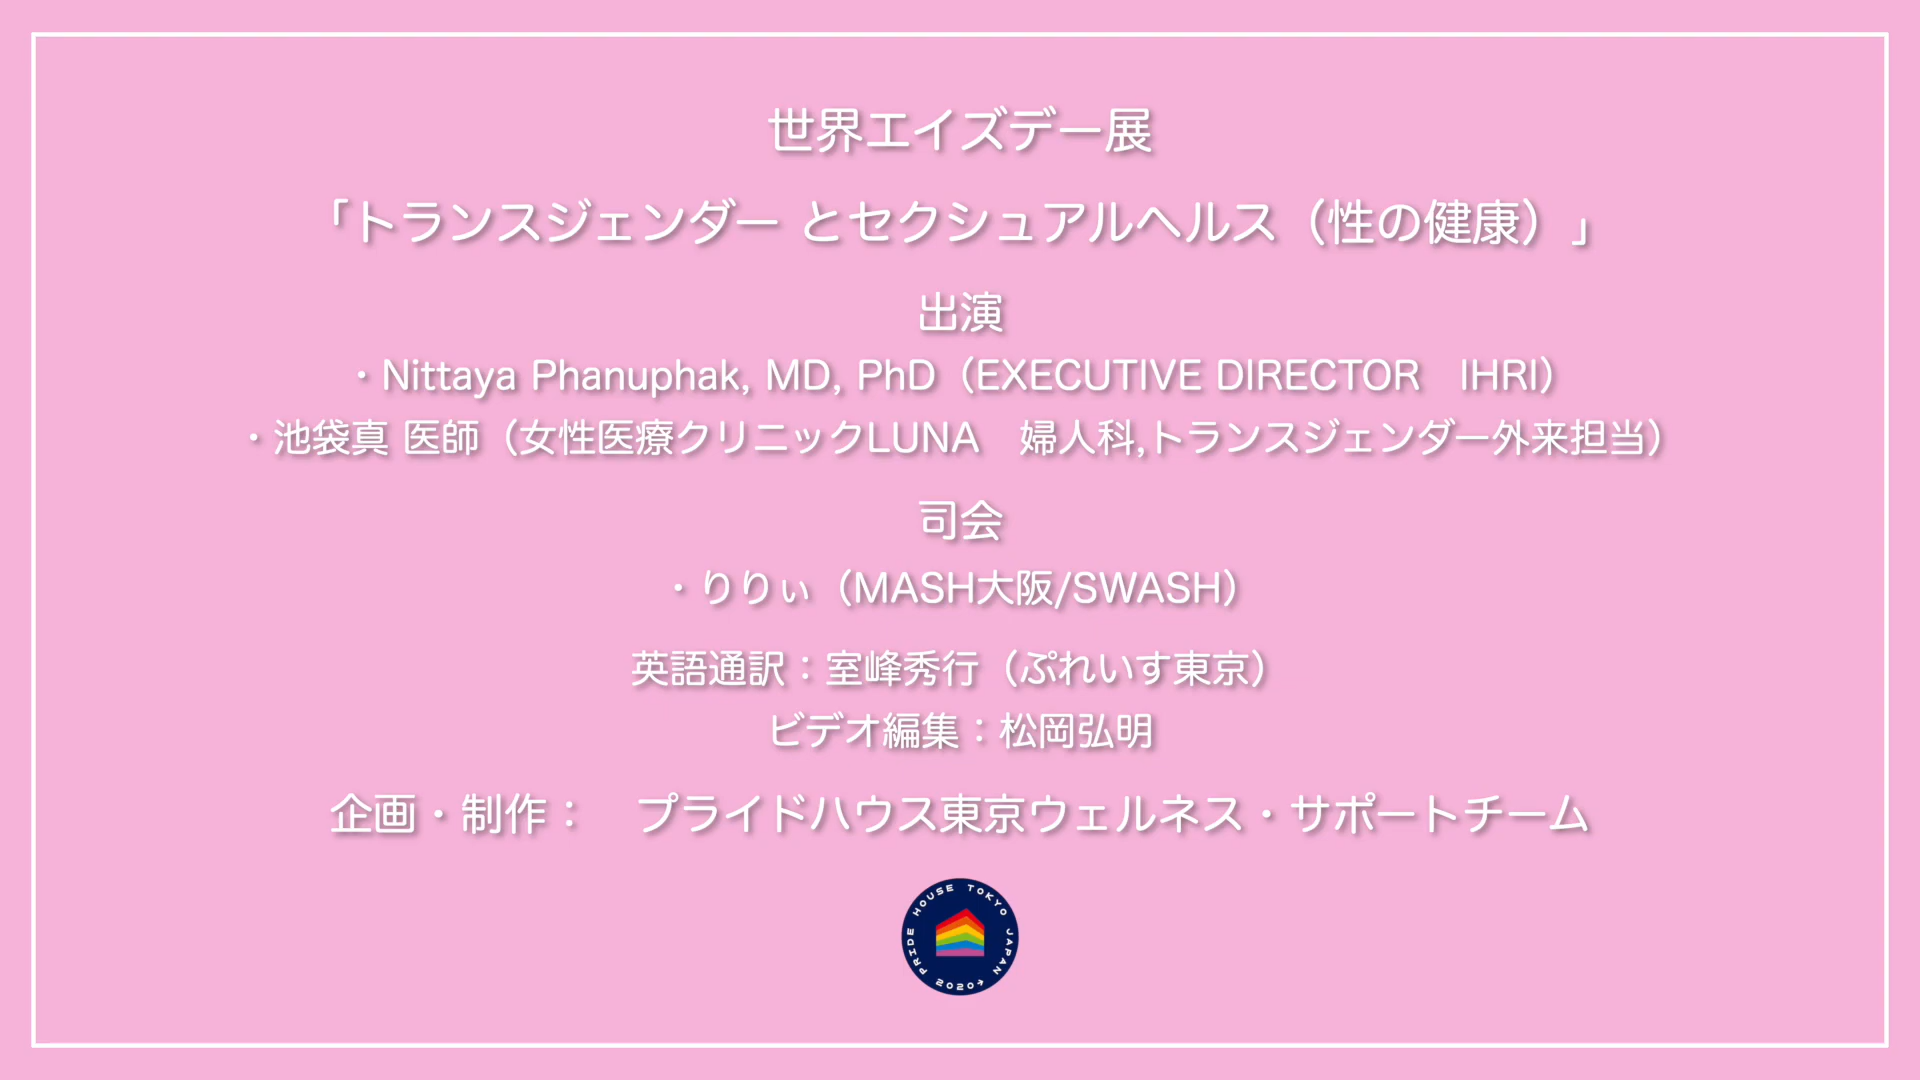 世界エイズデー展
「トランスジェンダー とセクシュアルヘルス（性の健康）」
出演
・Nittaya Phanuphak, MD, PhD（EXECUTIVE DIRECTOR　IHRI）
・池袋真 医師（女性医療クリニックLUNA　婦人科,トランスジェンダー外来担当）
司会
・りりぃ（MASH大阪/SWASH）
英語通訳：室峰秀行（ぷれいす東京）
ビデオ編集：松岡弘明
企画・制作：　プライドハウス東京ウェルネス・サポートチーム
PRIDE HOUSE TOKYO JAPAN 2020→